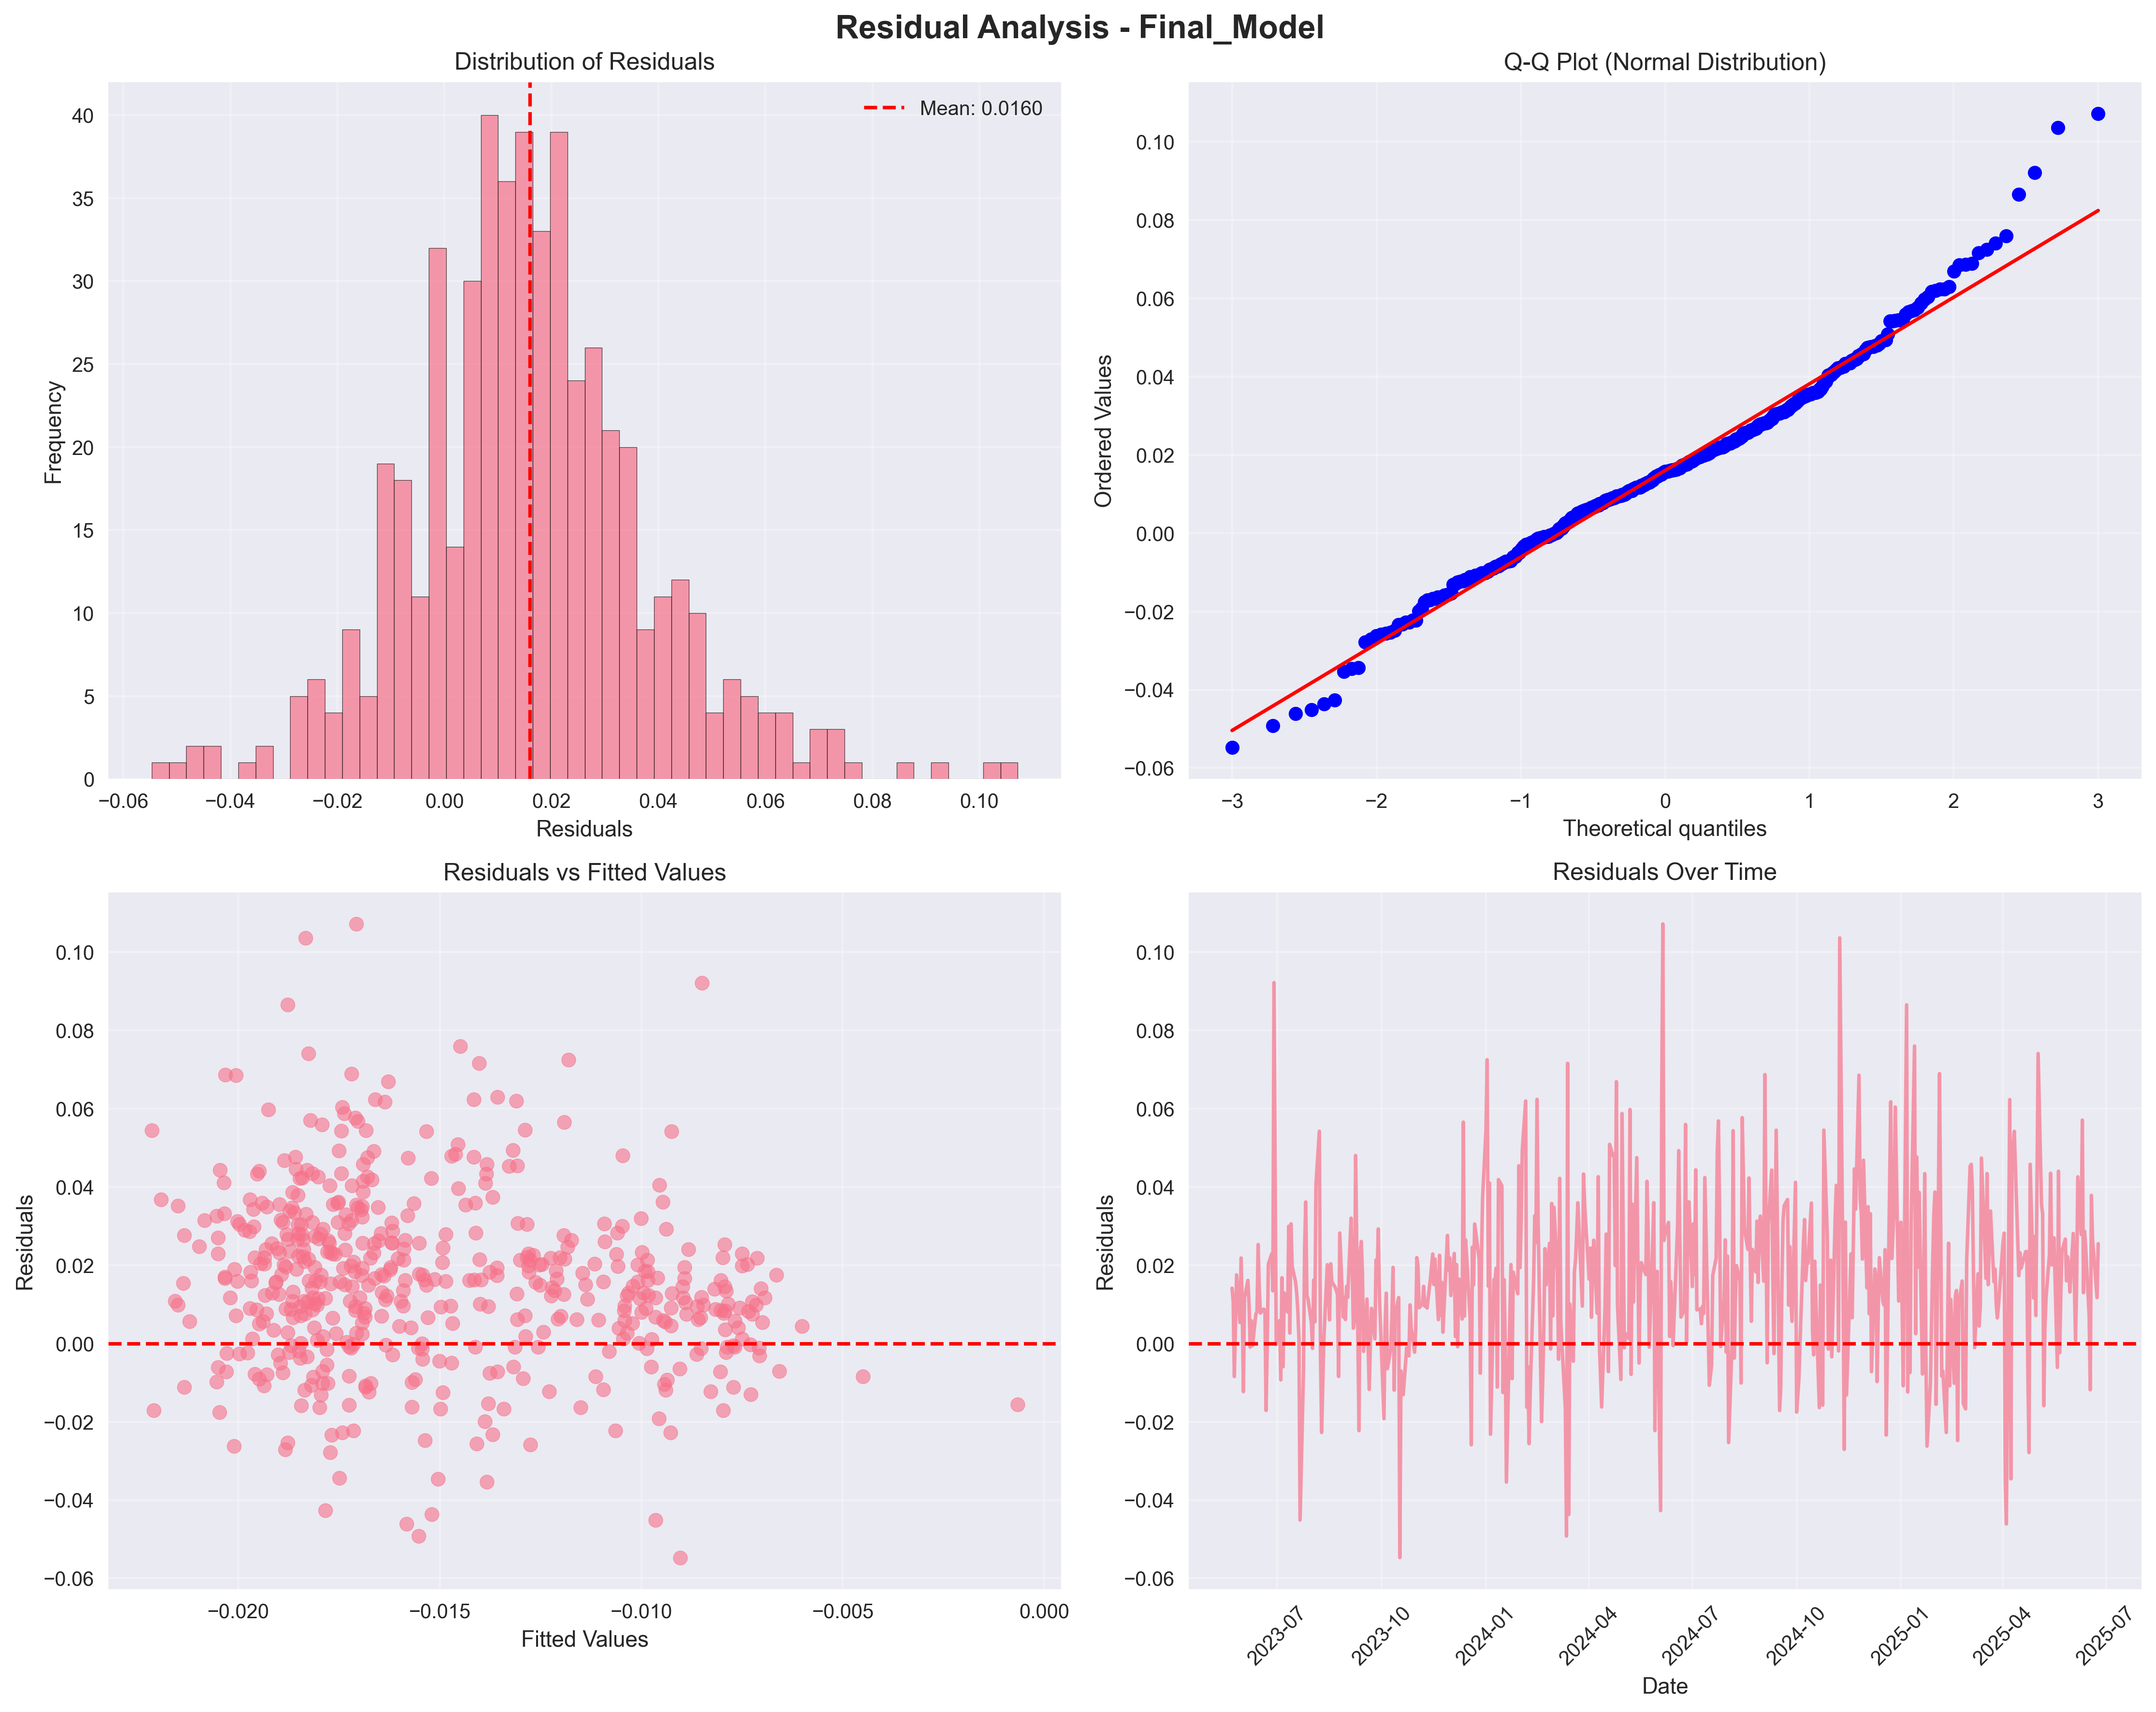 Residual Analysis - Final_Model
Distribution of Residuals
Mean: 0.0160
40
35
30
25
20
15
10
5
0
Frequency
−0.06 −0.04 −0.02 0.00 0.02 0.04 0.06 0.08 0.10
Residuals
Q-Q Plot (Normal Distribution)
0.10
0.08
0.06
0.04
0.02
0.00
−0.02
−0.04
−0.06
Ordered Values
−3 −2 −1 0 1 2 3
Theoretical quantiles
Residuals vs Fitted Values
0.10
0.08
0.06
0.04
0.02
0.00
−0.02
−0.04
−0.06
Residuals
−0.020 −0.015 −0.010 −0.005 0.000
Fitted Values
Residuals Over Time
0.10
0.08
0.06
0.04
0.02
0.00
−0.02
−0.04
−0.06
Residuals
2023-07 2023-10 2024-01 2024-04 2024-07 2024-10 2025-01 2025-04 2025-07
Date